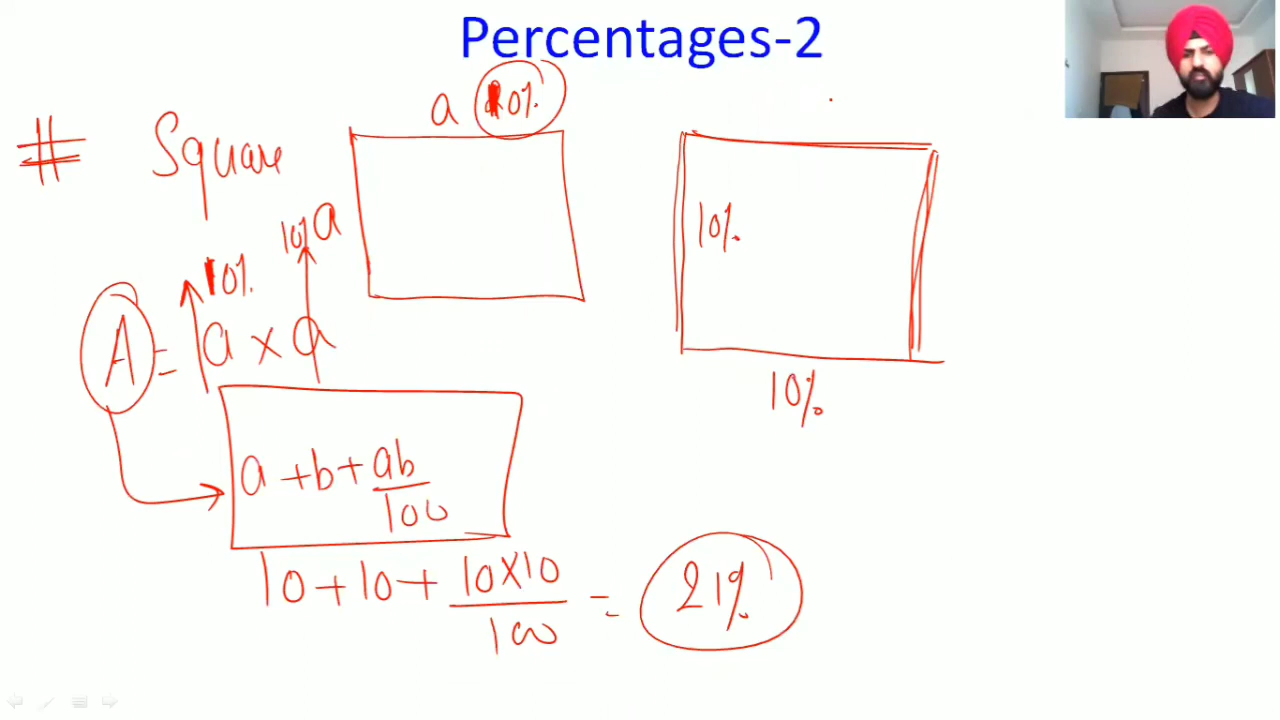 Percentages-2
# Square
a 10%
10% a
10%
A = a × a
a + b + ab/100
10 + 10 + 10×10/100 = 21%
10%
10%